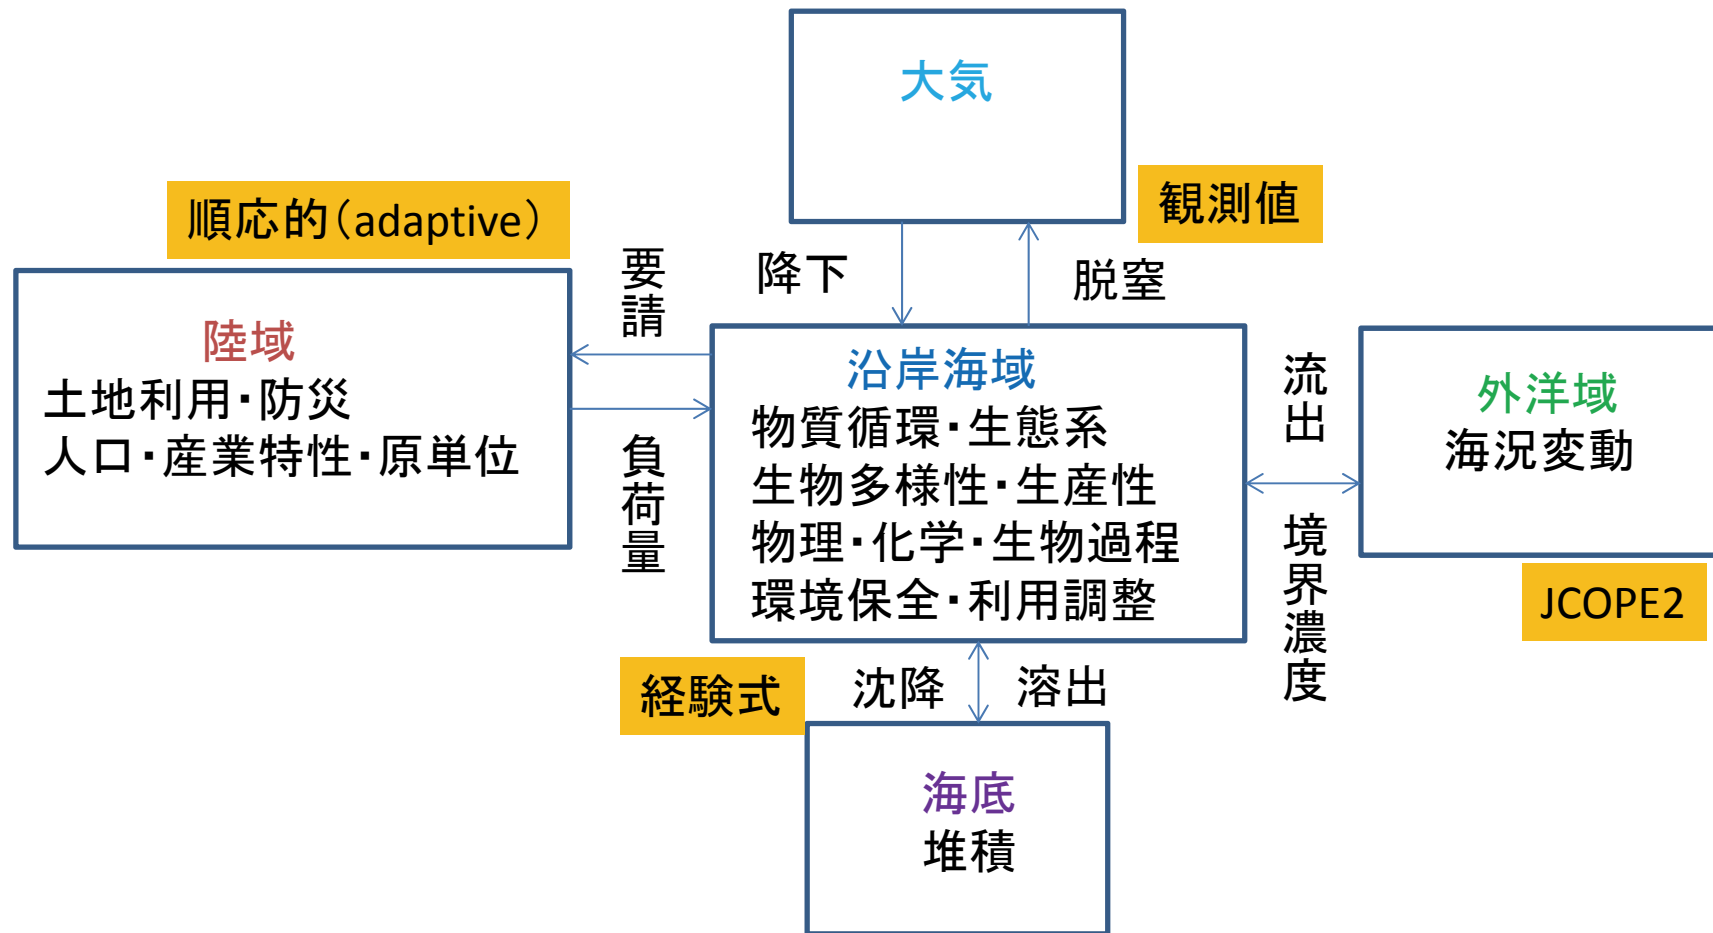 大気
観測値
順応的（adaptive）
要請
降下
脱窒
陸域
土地利用・防災
人口・産業特性・原単位
負荷量
沿岸海域
物質循環・生態系
生物多様性・生産性
物理・化学・生物過程
環境保全・利用調整
流出
境界濃度
外洋域
海況変動
JCOPE2
経験式
沈降
溶出
海底
堆積